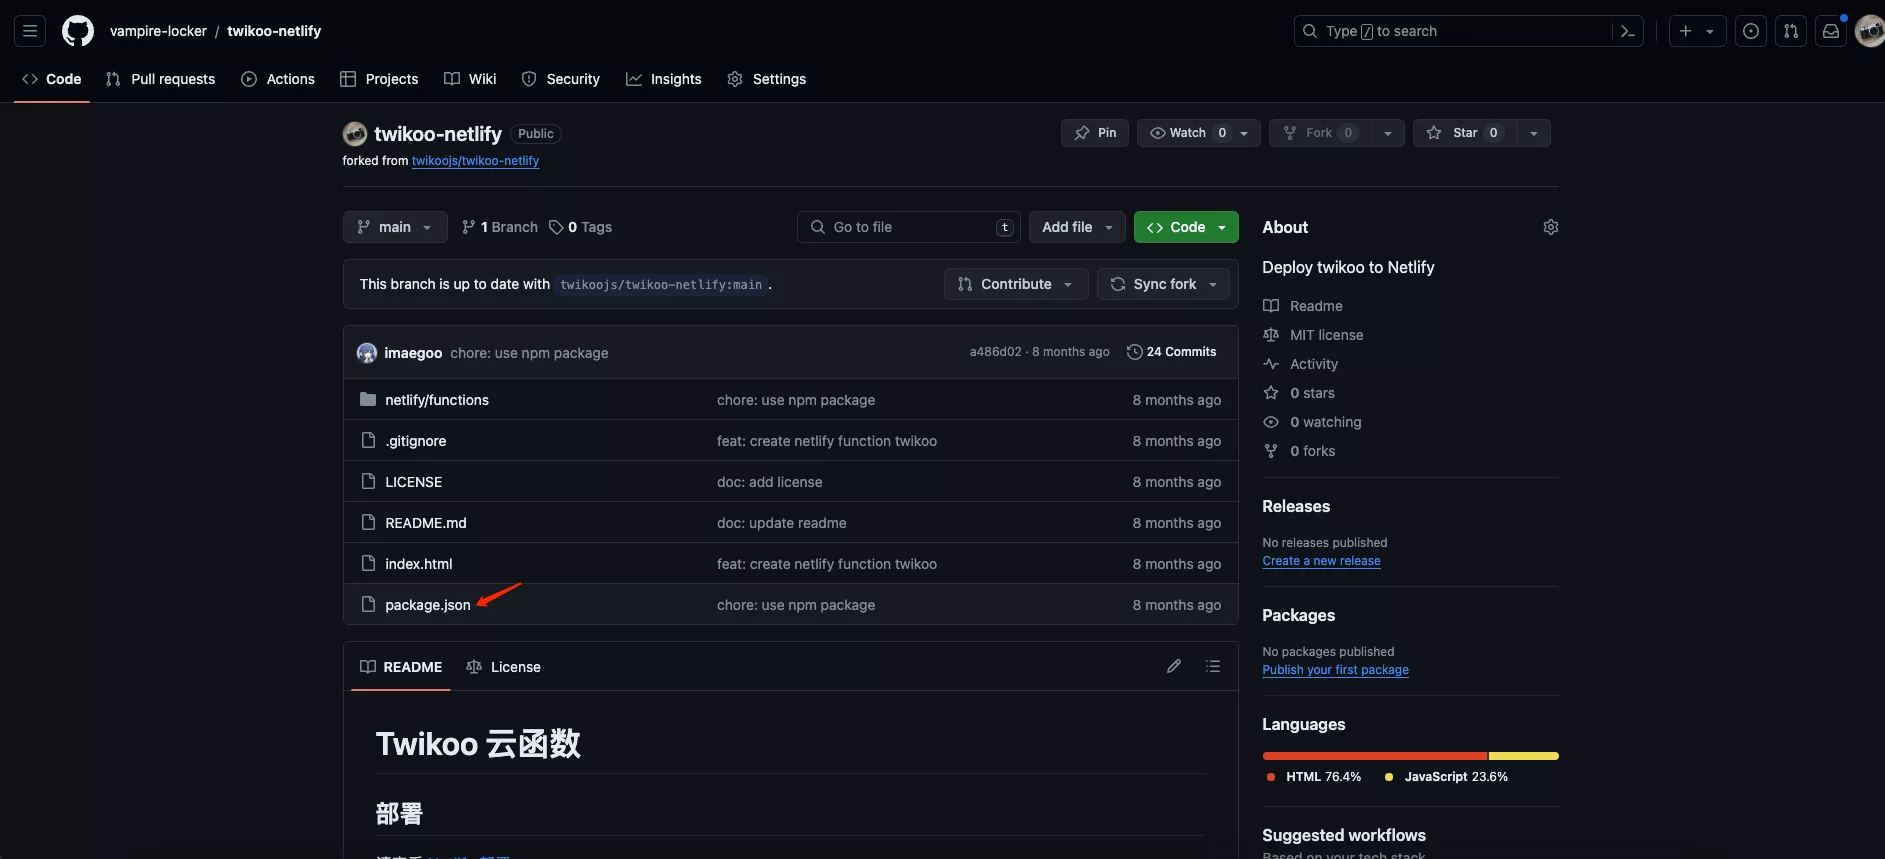 vampire-locker / twikoo-netlify
Type / to search
Code
Pull requests
Actions
Projects
Wiki
Security
Insights
Settings
twikoo-netlify Public
forked from twikoojs/twikoo-netlify
Pin
Watch 0
Fork 0
Star 0
main
1 Branch
0 Tags
Go to file t
Add file
Code
This branch is up to date with twikoojs/twikoo-netlify:main .
Contribute
Sync fork
imaegoo chore: use npm package a486d02 · 8 months ago 24 Commits
netlify/functions chore: use npm package 8 months ago
.gitignore feat: create netlify function twikoo 8 months ago
LICENSE doc: add license 8 months ago
README.md doc: update readme 8 months ago
index.html feat: create netlify function twikoo 8 months ago
package.json chore: use npm package 8 months ago
README
License
Twikoo 云函数
部署
About
Deploy twikoo to Netlify
Readme
MIT license
Activity
0 stars
0 watching
0 forks
Releases
No releases published
Create a new release
Packages
No packages published
Publish your first package
Languages
HTML 76.4%
JavaScript 23.6%
Suggested workflows
Based on your tech stack